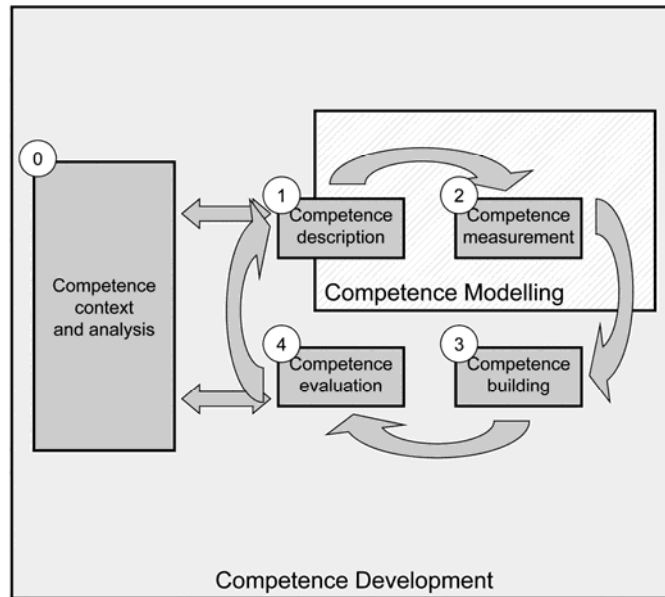 0
Competence
context
and analysis
1
Competence
description
2
Competence
measurement
Competence Modelling
4
Competence
evaluation
3
Competence
building
Competence Development